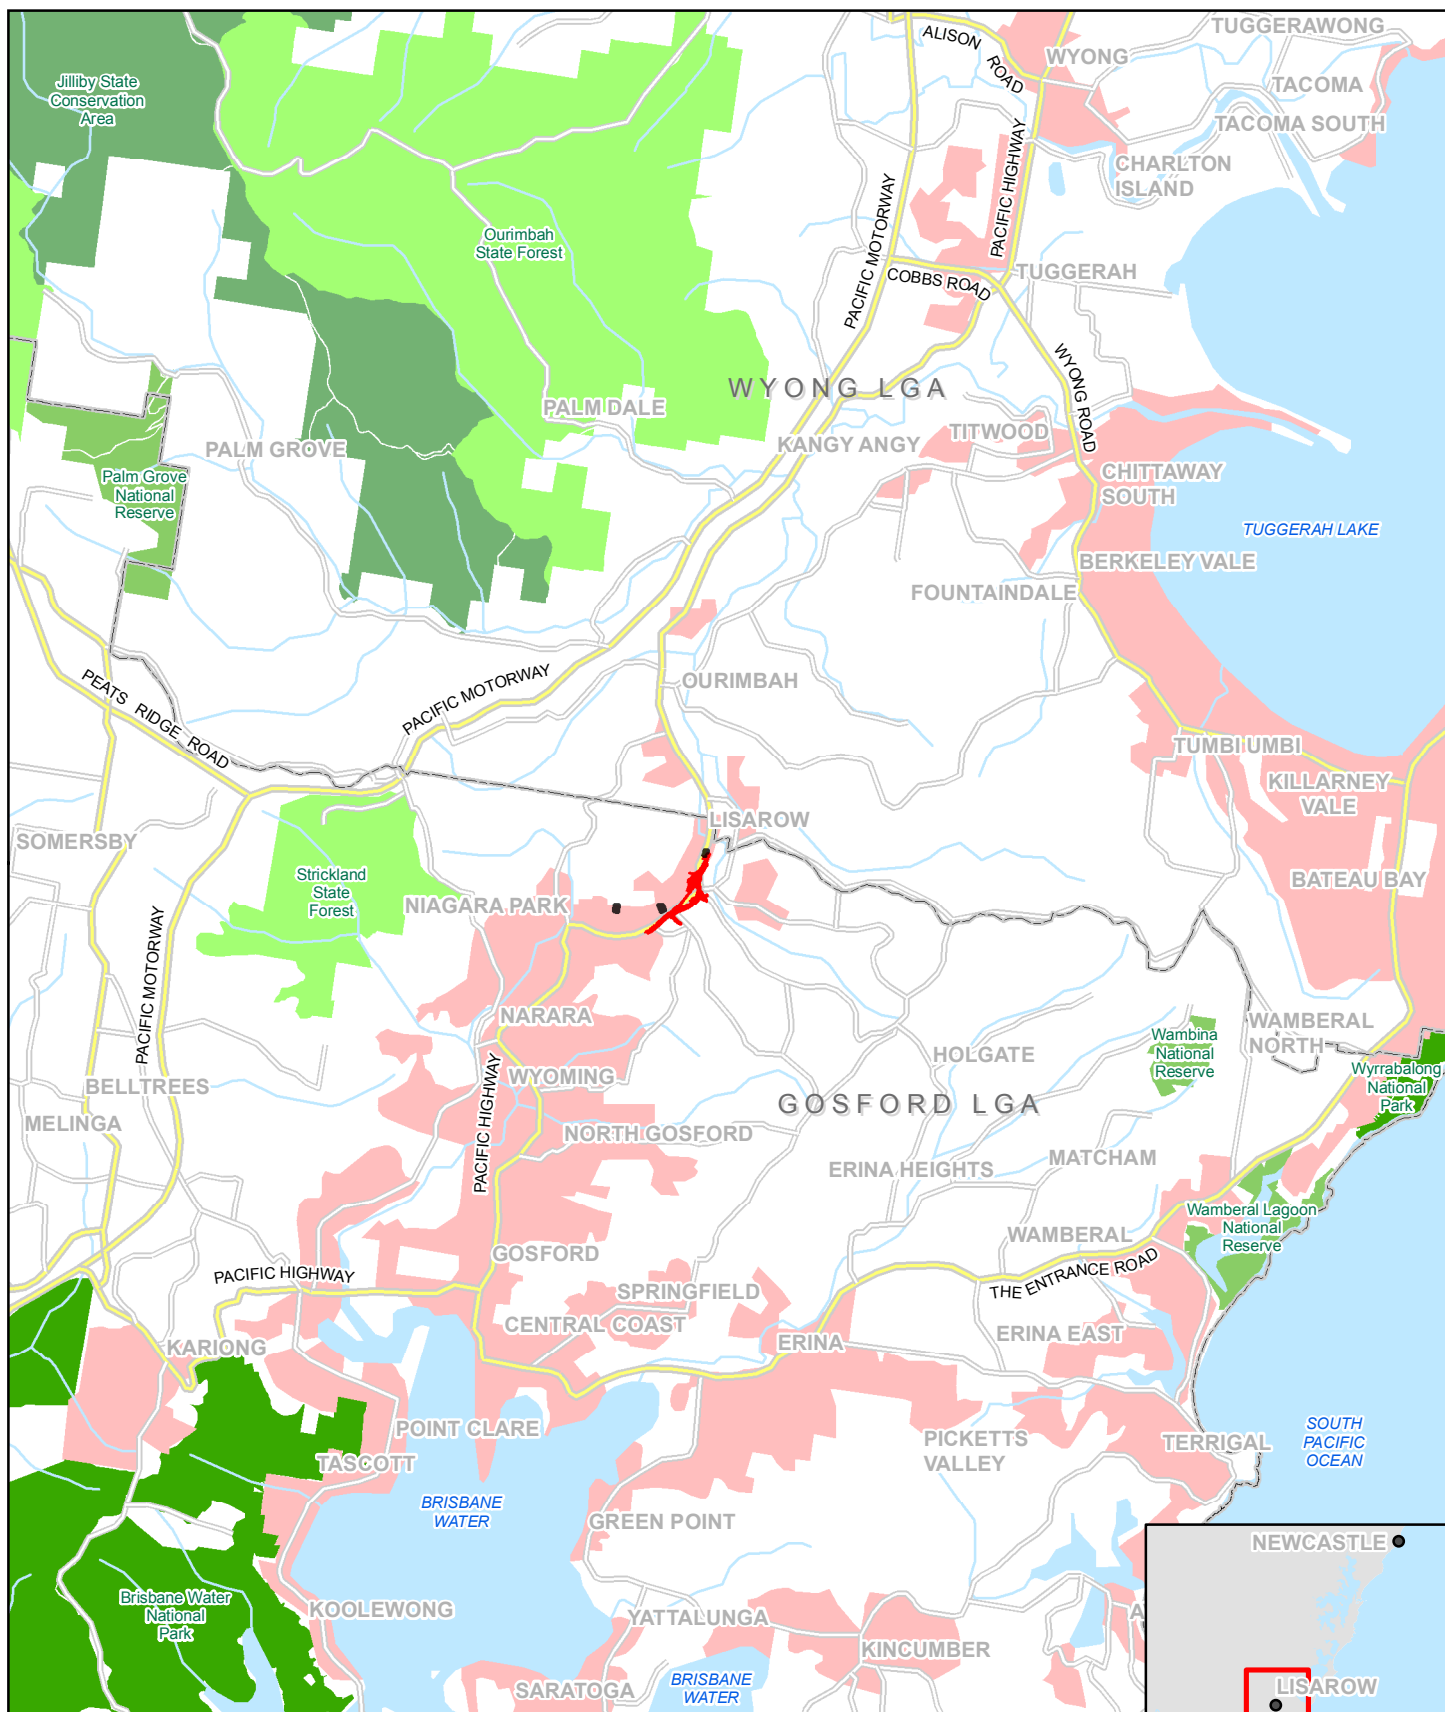 TUGGERAWONG
ALISON
ROAD
WYONG
Jilliby State
Conservation
Area
TACOMA
TACOMA SOUTH
CHARLTON
ISLAND
PACIFIC HIGHWAY
PACIFIC MOTORWAY
Ourimbah
State Forest
TUGGERAH
COBBS ROAD
WYONG ROAD
WYONG LGA
PALM DALE
KANGY ANGY
TITWOOD
PALM GROVE
CHITTAWAY
SOUTH
Palm Grove
National
Reserve
TUGGERAH LAKE
BERKELEY VALE
FOUNTAINDALE
OURIMBAH
PACIFIC MOTORWAY
PEATS RIDGE ROAD
TUMBI UMBI
KILLARNEY
VALE
LISAROW
SOMERSBY
Strickland
State
Forest
BATEAU BAY
NIAGARA PARK
PACIFIC MOTORWAY
NARARA
WAMBERAL
NORTH
Wambina
National
Reserve
HOLGATE
Wyrrabalong
National
Park
BELLTREES
WYOMING
PACIFIC HIGHWAY
GOSFORD LGA
MELINGA
NORTH GOSFORD
MATCHAM
ERINA HEIGHTS
Wamberal Lagoon
National
Reserve
WAMBERAL
GOSFORD
PACIFIC HIGHWAY
THE ENTRANCE ROAD
SPRINGFIELD
CENTRAL COAST
ERINA EAST
ERINA
KARIONG
POINT CLARE
PICKETTS
VALLEY
TERRIGAL
SOUTH
PACIFIC
OCEAN
TASCOTT
BRISBANE
WATER
GREEN POINT
NEWCASTLE
Brisbane Water
National
Park
KOOLEWONG
YATTALUNGA
A
KINCUMBER
BRISBANE
WATER
SARATOGA
LISAROW